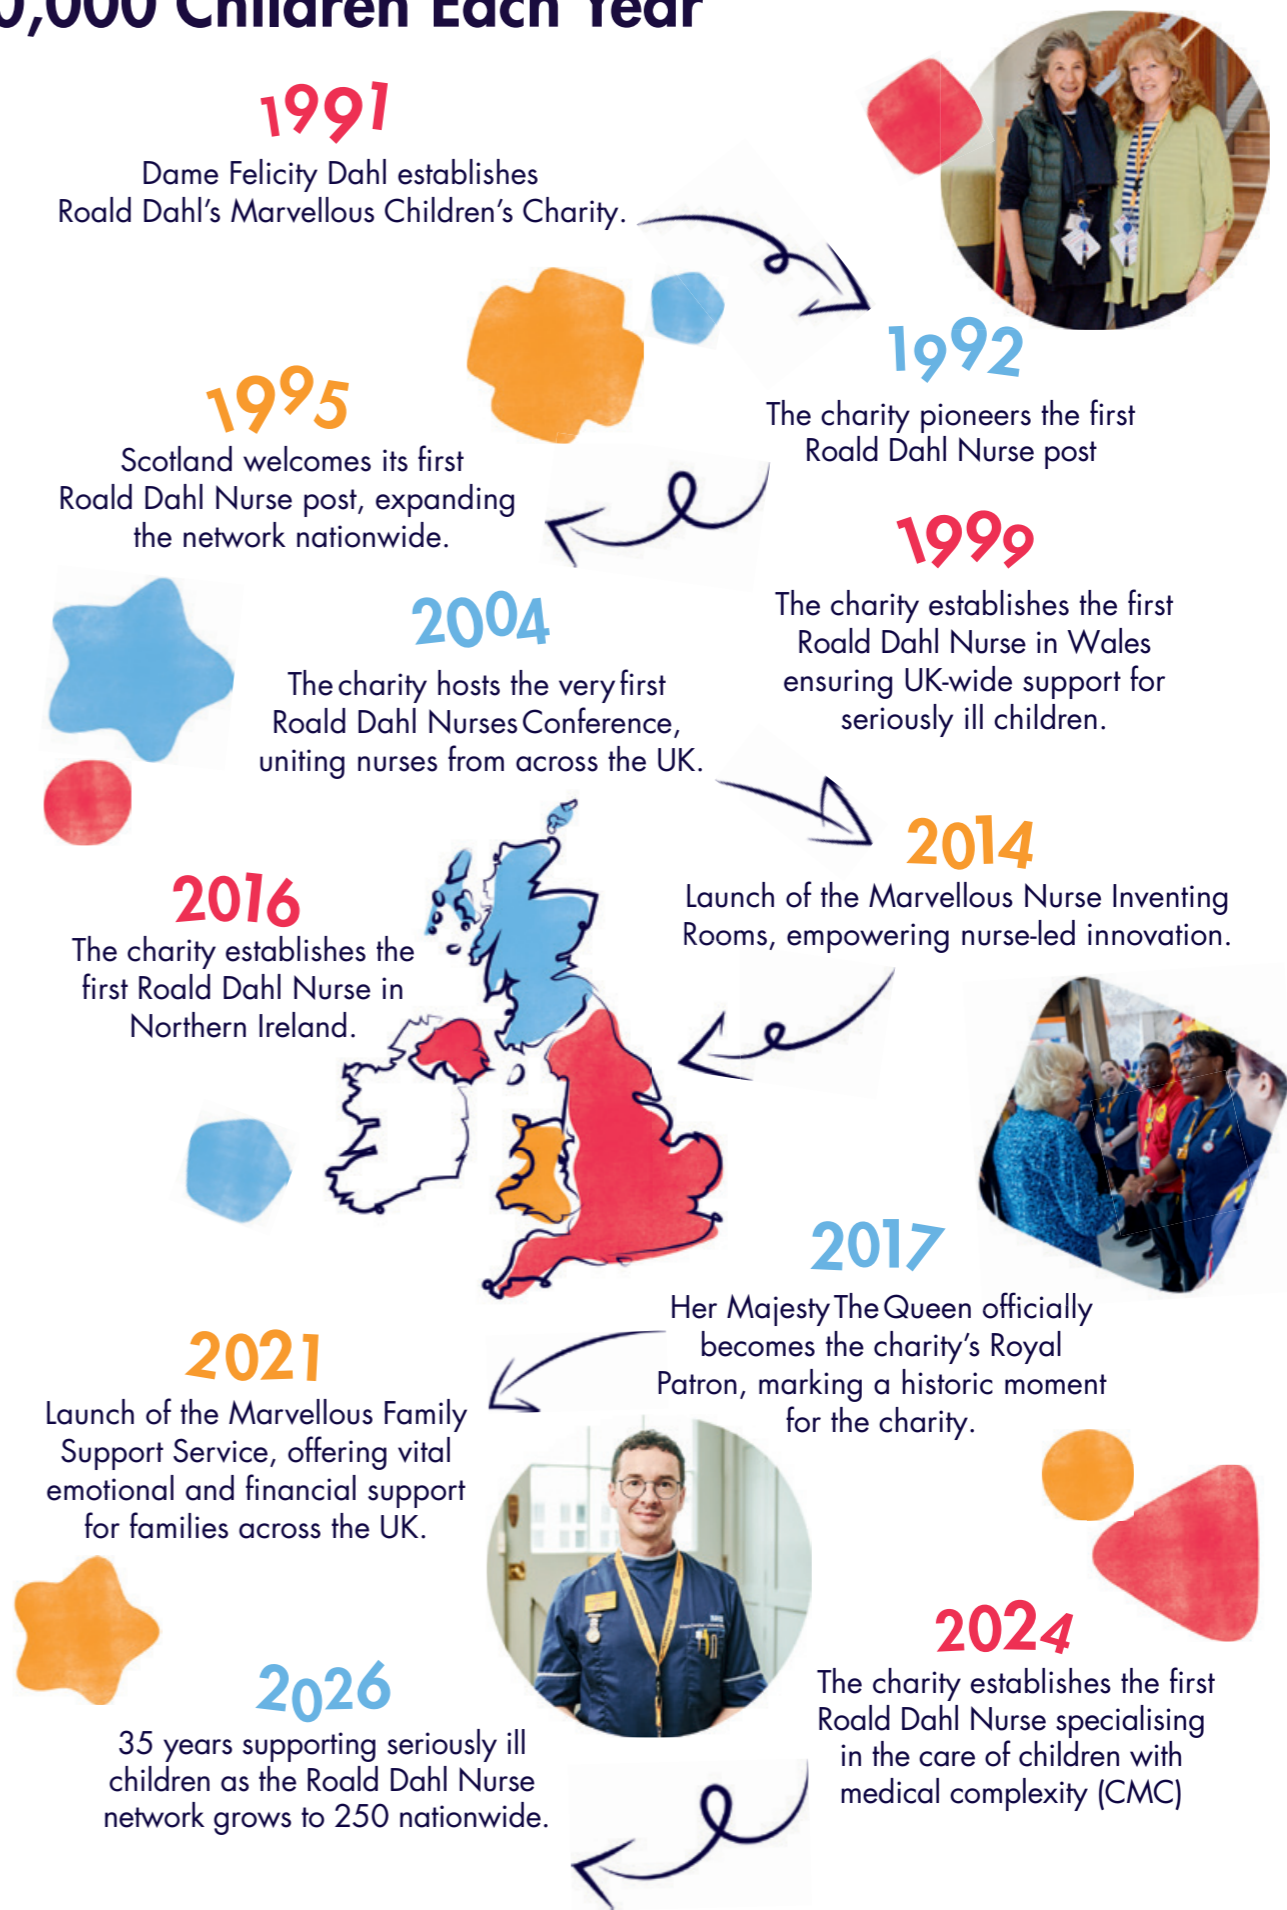 0,000 Children Each Year
1991
Dame Felicity Dahl establishes
Roald Dahl's Marvellous Children's Charity.
1992
The charity pioneers the first
Roald Dahl Nurse post
1995
Scotland welcomes its first
Roald Dahl Nurse post, expanding
the network nationwide.
1999
The charity establishes the first
Roald Dahl Nurse in Wales
ensuring UK-wide support for
seriously ill children.
2004
The charity hosts the very first
Roald Dahl Nurses Conference,
uniting nurses from across the UK.
2014
Launch of the Marvellous Nurse Inventing
Rooms, empowering nurse-led innovation.
2016
The charity establishes the
first Roald Dahl Nurse in
Northern Ireland.
2017
Her Majesty The Queen officially
becomes the charity's Royal
Patron, marking a historic moment
for the charity.
2021
Launch of the Marvellous Family
Support Service, offering vital
emotional and financial support
for families across the UK.
2024
The charity establishes the first
Roald Dahl Nurse specialising
in the care of children with
medical complexity (CMC)
2026
35 years supporting seriously ill
children as the Roald Dahl Nurse
network grows to 250 nationwide.